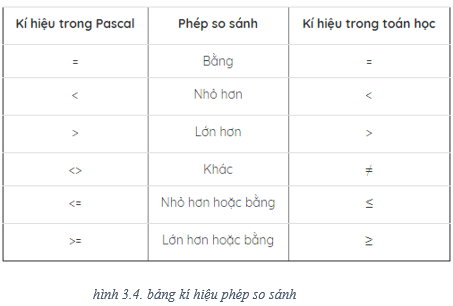 Kí hiệu trong Pascal Phép so sánh Kí hiệu trong toán học
= Bằng =
< Nhỏ hơn <
> Lớn hơn >
<> Khác ≠
<= Nhỏ hơn hoặc bằng ≤
>= Lớn hơn hoặc bằng ≥
hình 3.4. bảng kí hiệu phép so sánh